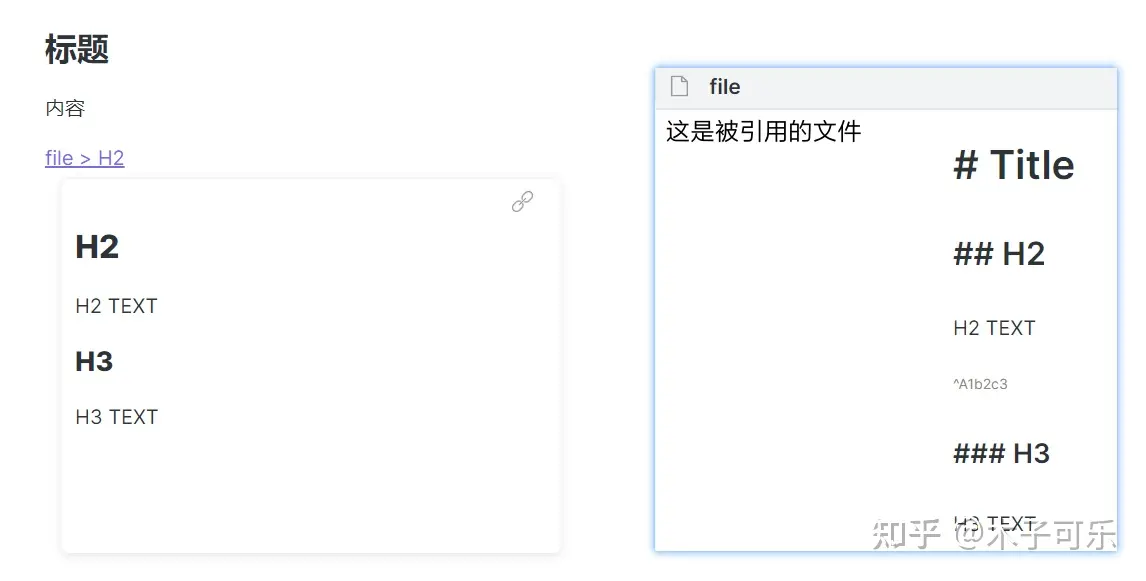 标题
内容
file > H2
H2
H2 TEXT
H3
H3 TEXT
file
这是被引用的文件
# Title
## H2
H2 TEXT
^A1b2c3
### H3
H3 TEXT
知乎 @木子可乐